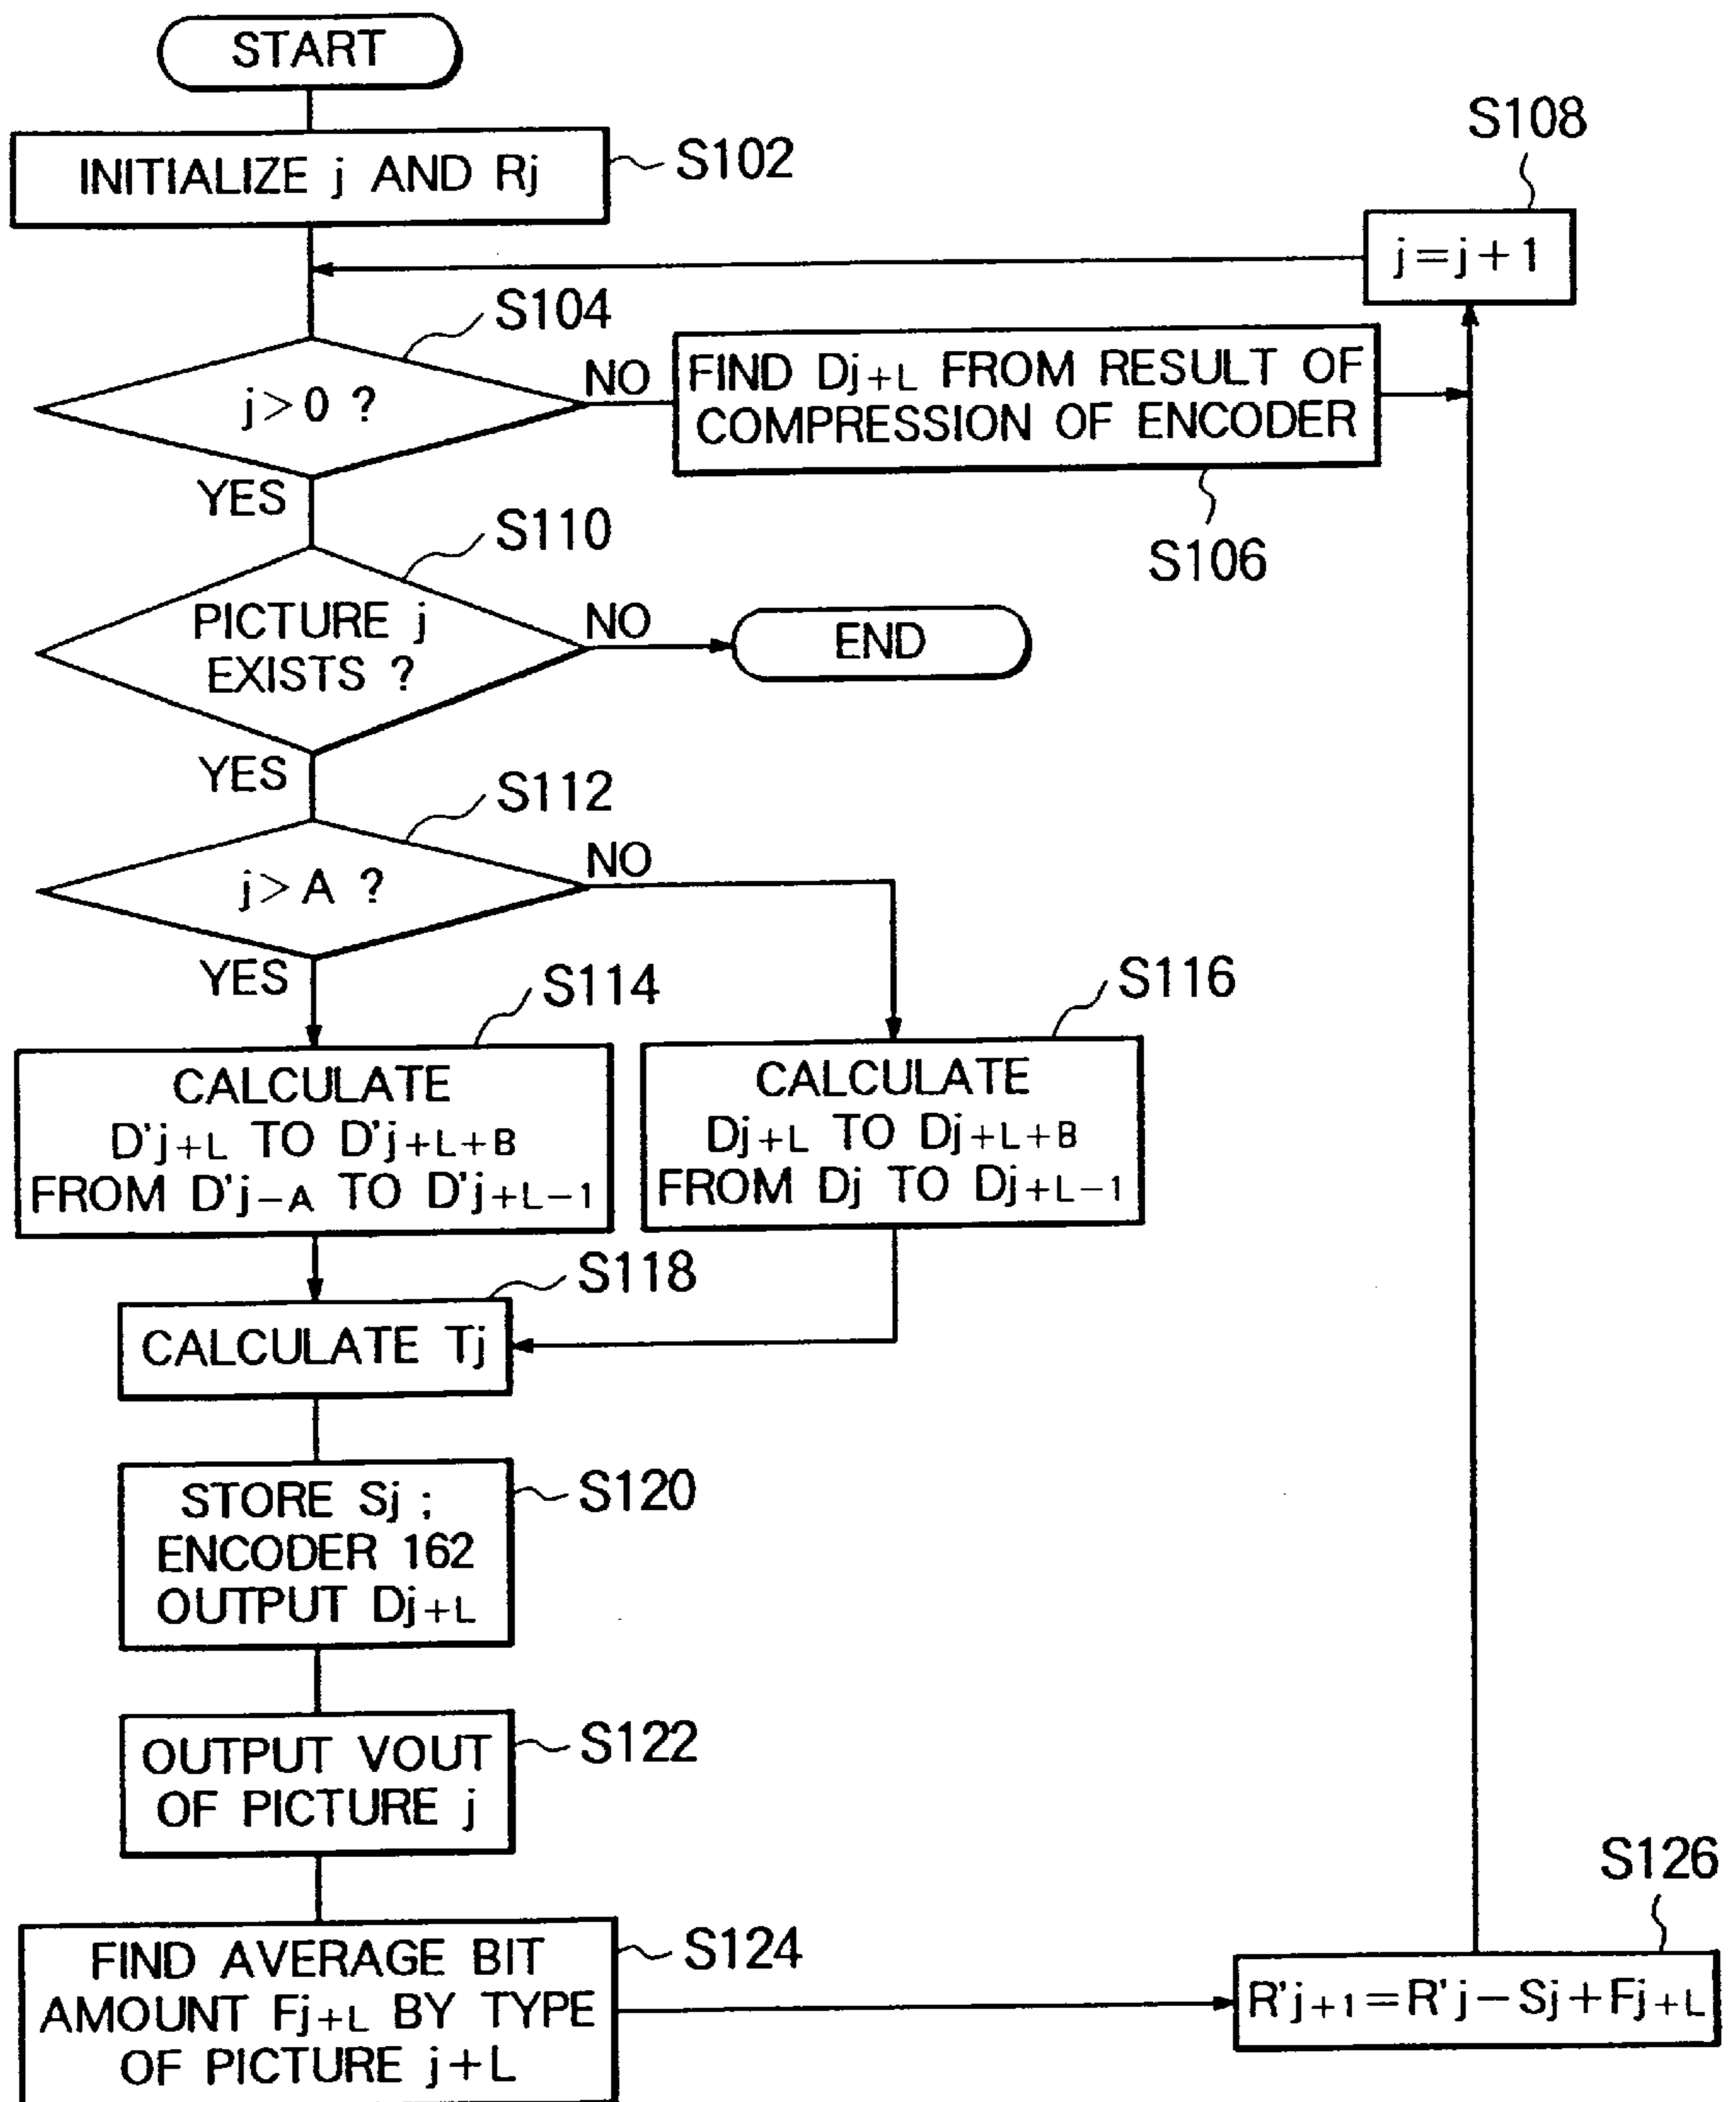 START
INITIALIZE j AND Rj
S102
S108
j=j+1
S104
j>0 ?
NO
FIND Dj+L FROM RESULT OF
COMPRESSION OF ENCODER
S106
YES
S110
PICTURE j
EXISTS ?
NO
END
YES
S112
j>A ?
NO
YES
S114
CALCULATE
D'j+L TO D'j+L+B
FROM D'j-A TO D'j+L-1
S116
CALCULATE
Dj+L TO Dj+L+B
FROM Dj TO Dj+L-1
S118
CALCULATE Tj
STORE Sj ;
ENCODER 162
OUTPUT Dj+L
S120
OUTPUT VOUT
OF PICTURE j
S122
FIND AVERAGE BIT
AMOUNT Fj+L BY TYPE
OF PICTURE j+L
S124
S126
R'j+1=R'j-Sj+Fj+L